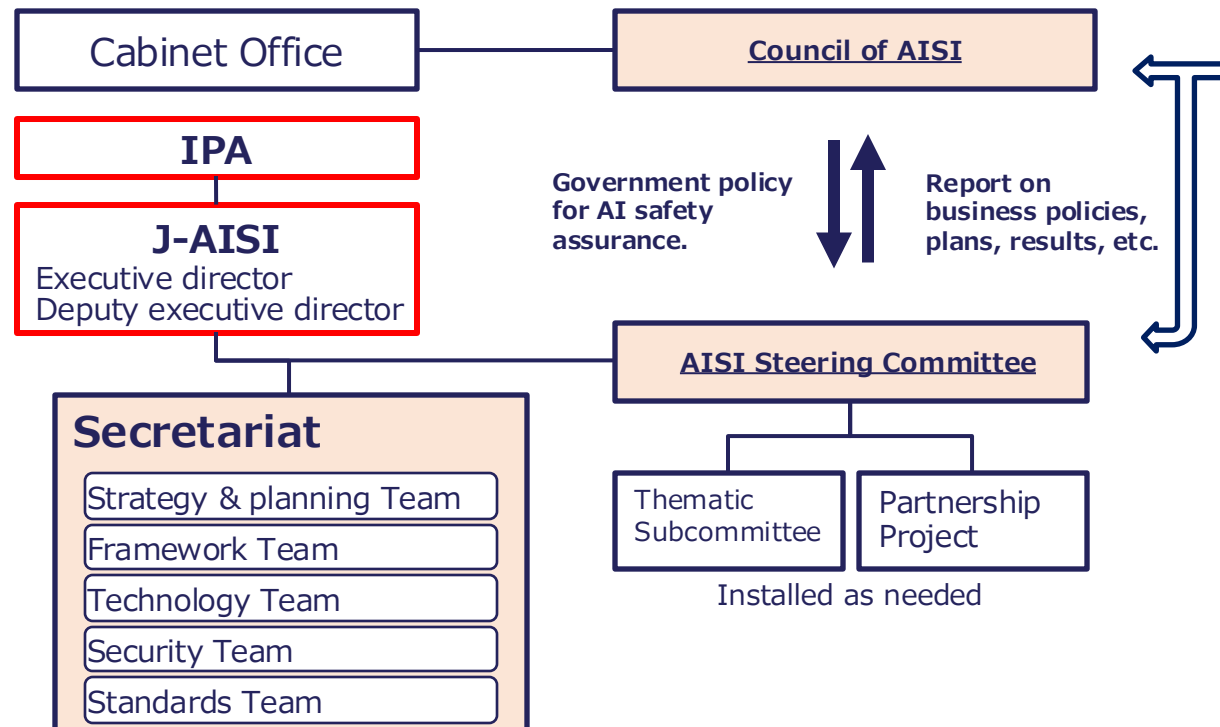 Cabinet Office
Council of AISI
IPA
J-AISI
Executive director
Deputy executive director
Government policy
for AI safety
assurance.
Report on
business policies,
plans, results, etc.
AISI Steering Committee
Secretariat
Strategy & planning Team
Framework Team
Technology Team
Security Team
Standards Team
Thematic
Subcommittee
Partnership
Project
Installed as needed